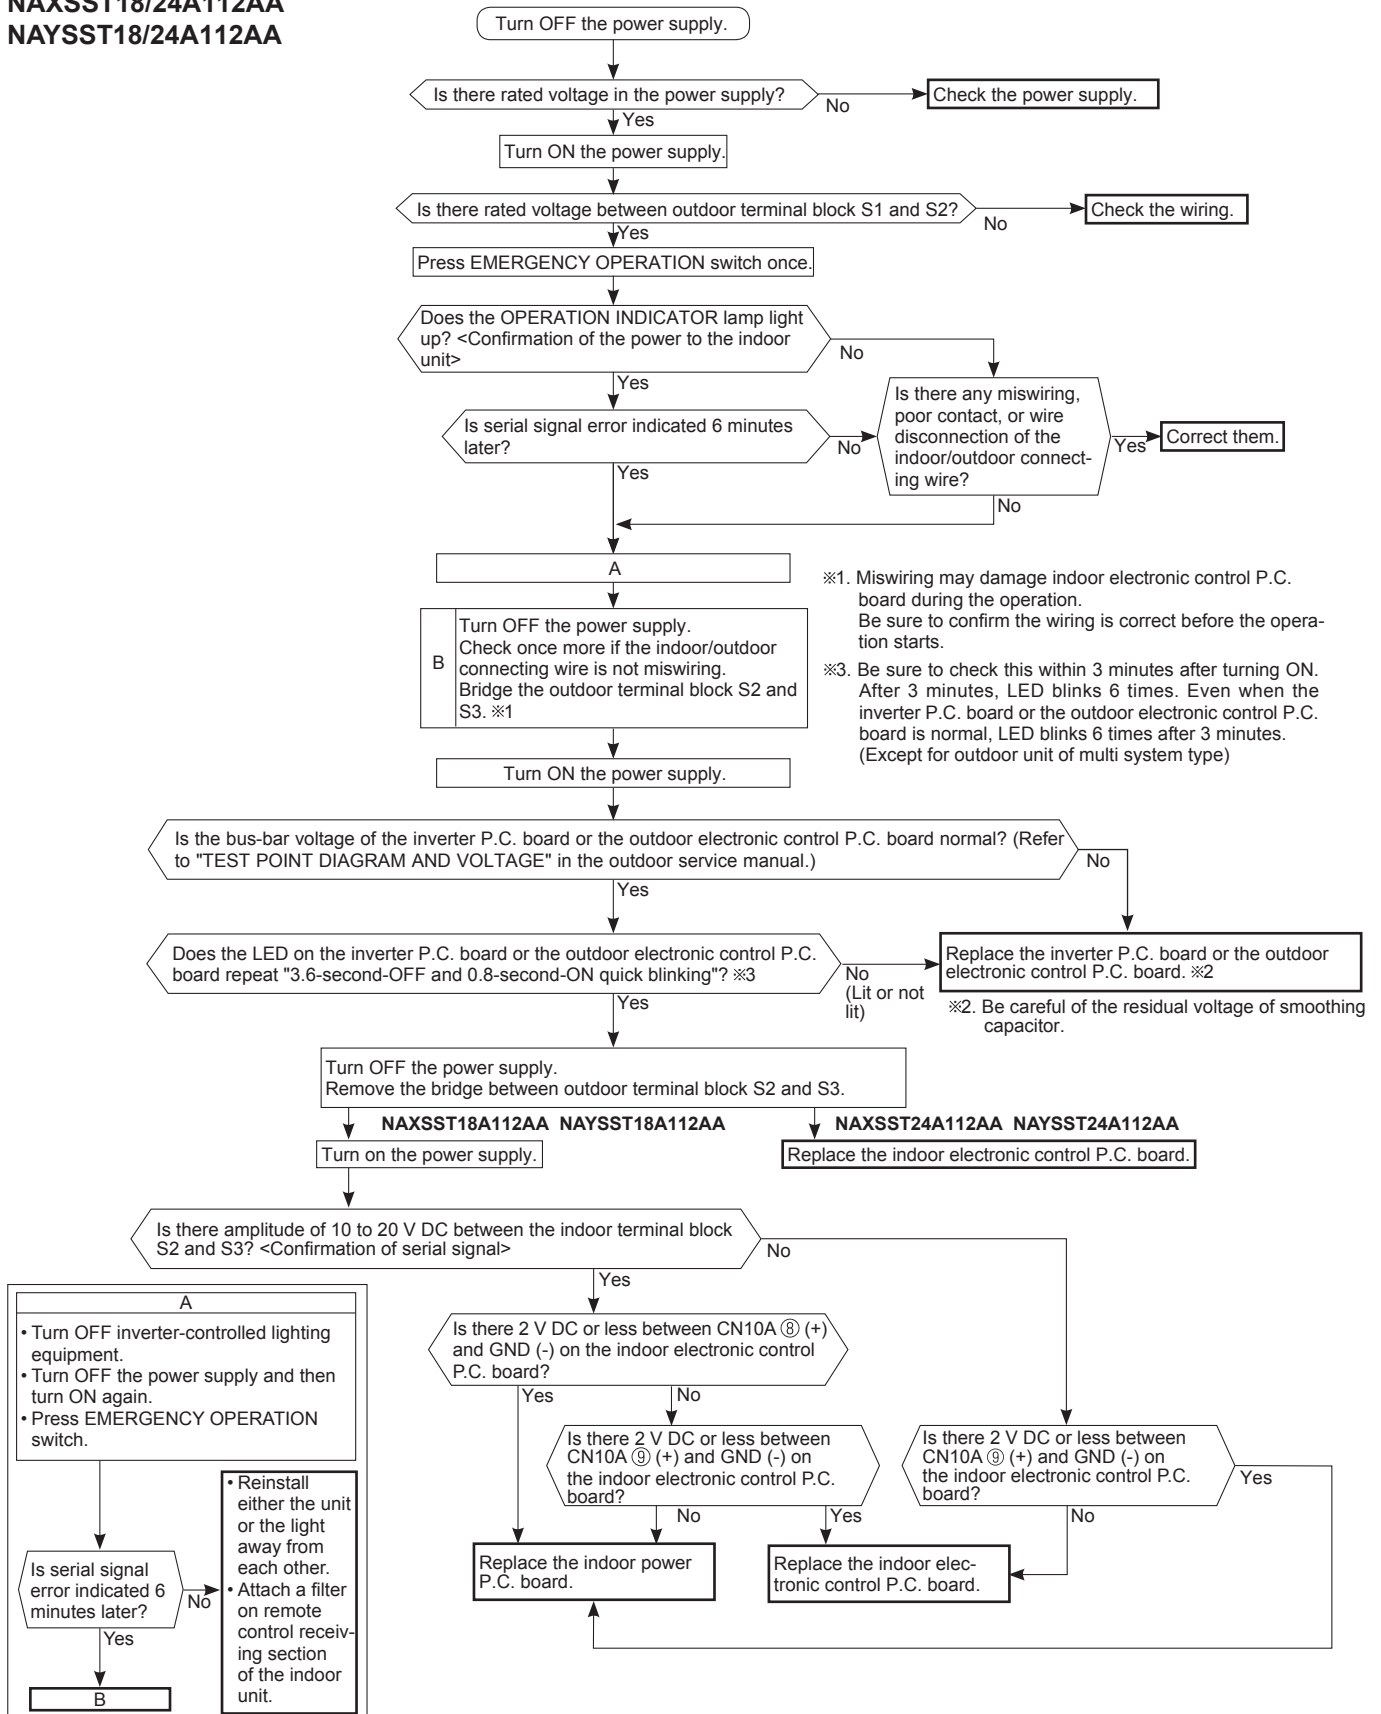 NAXSST18/24A112AA
NAYSST18/24A112AA
Turn OFF the power supply.
Is there rated voltage in the power supply?
No
Check the power supply.
Yes
Turn ON the power supply.
Is there rated voltage between outdoor terminal block S1 and S2?
No
Check the wiring.
Yes
Press EMERGENCY OPERATION switch once.
Does the OPERATION INDICATOR lamp light
up? <Confirmation of the power to the indoor
unit>
No
Yes
Is there any miswiring,
poor contact, or wire
disconnection of the
indoor/outdoor connect-
ing wire?
Yes
Correct them.
No
Is serial signal error indicated 6 minutes
later?
No
Yes
A
B
Turn OFF the power supply.
Check once more if the indoor/outdoor
connecting wire is not miswiring.
Bridge the outdoor terminal block S2 and
S3. ※1
※1. Miswiring may damage indoor electronic control P.C.
board during the operation.
Be sure to confirm the wiring is correct before the opera-
tion starts.
※3. Be sure to check this within 3 minutes after turning ON.
After 3 minutes, LED blinks 6 times. Even when the
inverter P.C. board or the outdoor electronic control P.C.
board is normal, LED blinks 6 times after 3 minutes.
(Except for outdoor unit of multi system type)
Turn ON the power supply.
Is the bus-bar voltage of the inverter P.C. board or the outdoor electronic control P.C. board normal? (Refer
to "TEST POINT DIAGRAM AND VOLTAGE" in the outdoor service manual.)
No
Yes
Does the LED on the inverter P.C. board or the outdoor electronic control P.C.
board repeat "3.6-second-OFF and 0.8-second-ON quick blinking"? ※3
No
(Lit or not
lit)
Replace the inverter P.C. board or the outdoor
electronic control P.C. board. ※2
※2. Be careful of the residual voltage of smoothing
capacitor.
Yes
Turn OFF the power supply.
Remove the bridge between outdoor terminal block S2 and S3.
NAXSST18A112AA NAYSST18A112AA
NAXSST24A112AA NAYSST24A112AA
Turn on the power supply.
Replace the indoor electronic control P.C. board.
Is there amplitude of 10 to 20 V DC between the indoor terminal block
S2 and S3? <Confirmation of serial signal>
No
Yes
Is there 2 V DC or less between CN10A ⑧ (+)
and GND (-) on the indoor electronic control
P.C. board?
Yes
No
Is there 2 V DC or less between
CN10A ⑨ (+) and GND (-) on
the indoor electronic control P.C.
board?
No
Yes
Is there 2 V DC or less between
CN10A ⑨ (+) and GND (-) on
the indoor electronic control P.C.
board?
Yes
No
Replace the indoor power
P.C. board.
Replace the indoor elec-
tronic control P.C. board.
A
• Turn OFF inverter-controlled lighting
equipment.
• Turn OFF the power supply and then
turn ON again.
• Press EMERGENCY OPERATION
switch.
Is serial signal
error indicated 6
minutes later?
No
Yes
B
• Reinstall
either the unit
or the light
away from
each other.
• Attach a filter
on remote
control receiv-
ing section
of the indoor
unit.